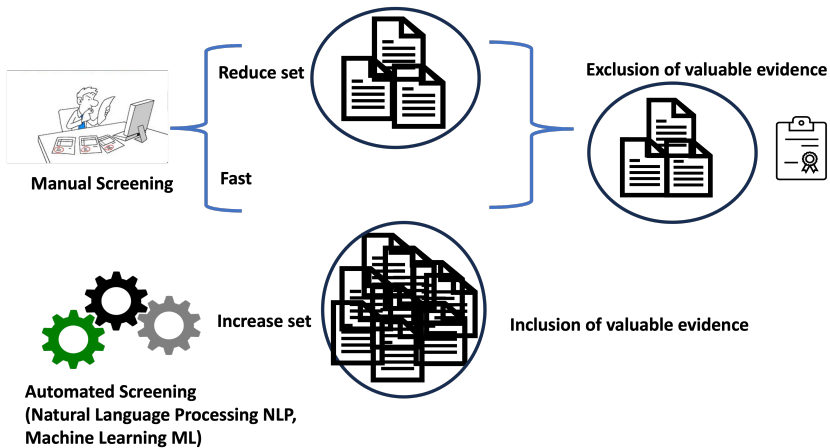 Reduce set
Exclusion of valuable evidence
Manual Screening
Fast
Increase set
Inclusion of valuable evidence
Automated Screening
(Natural Language Processing NLP,
Machine Learning ML)